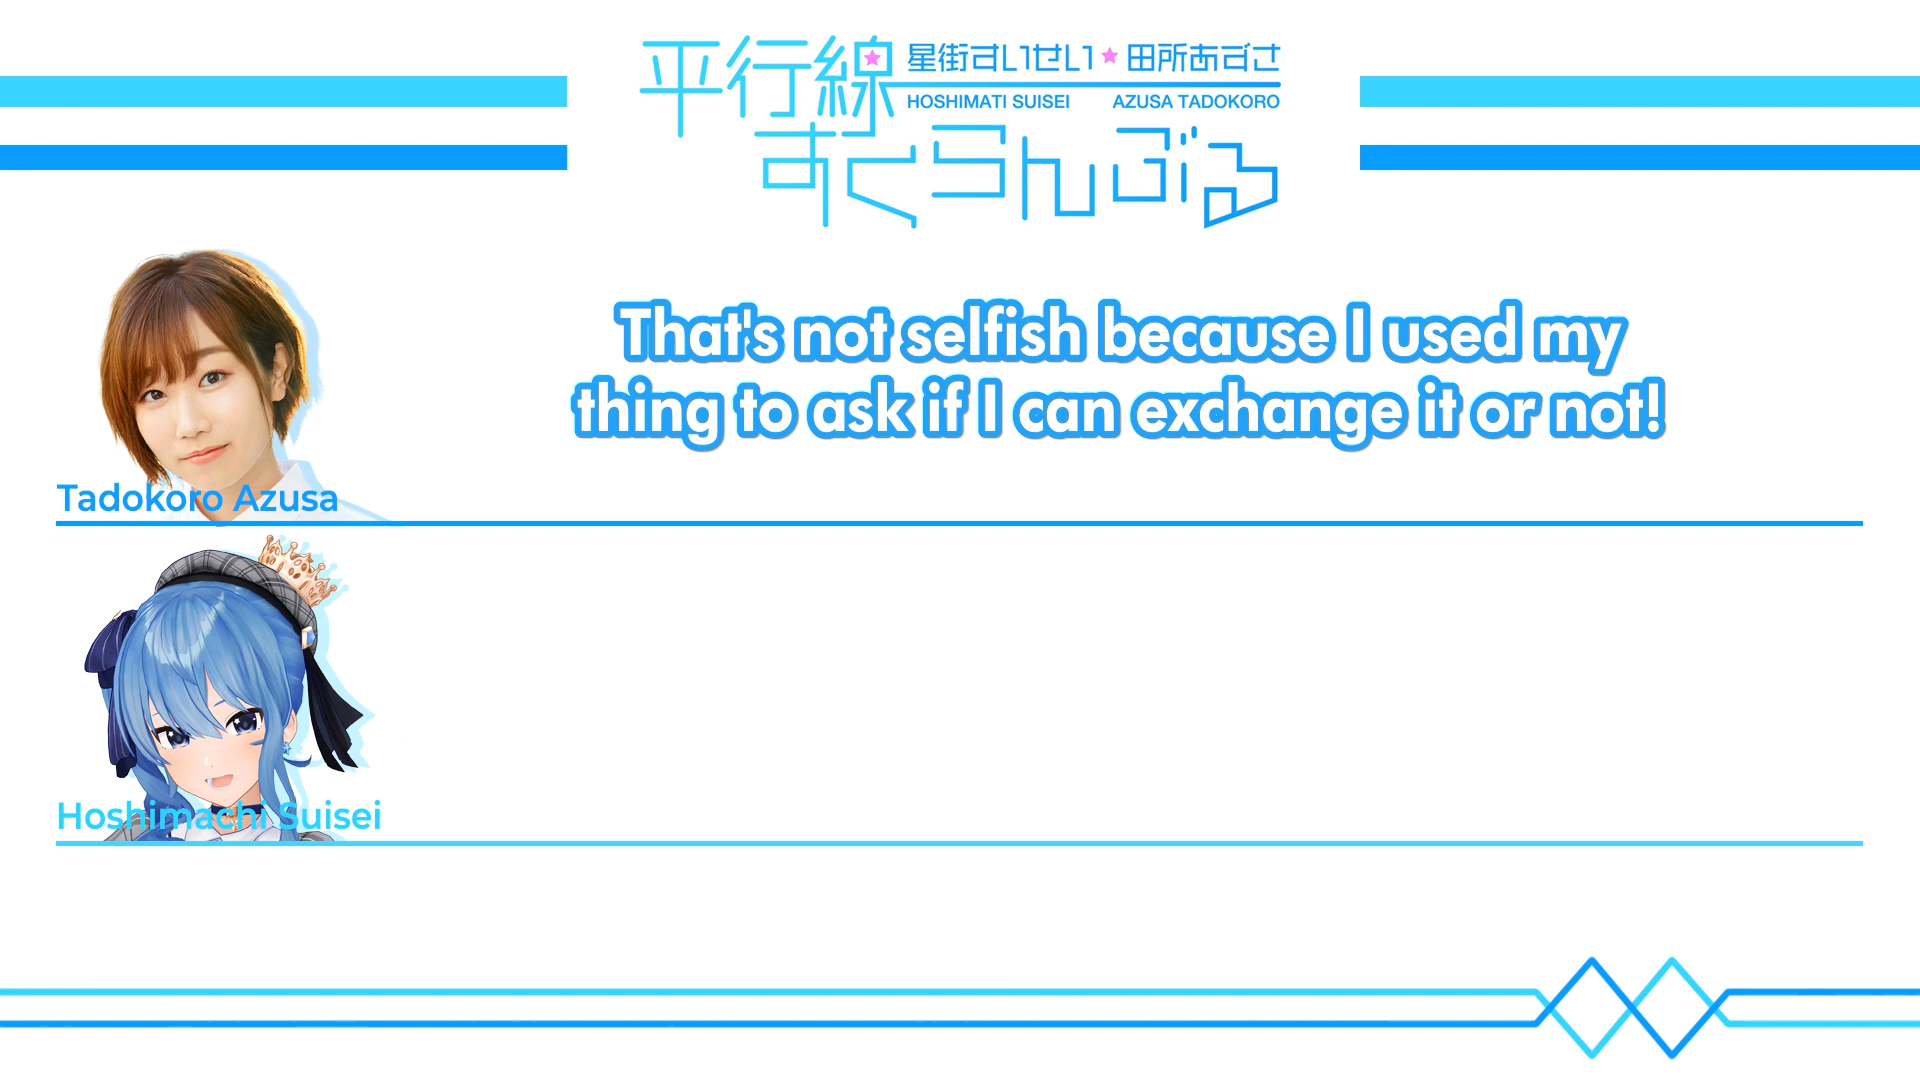 平行線
星街すいせい★田所あずさ
HOSHIMATI SUISEI AZUSA TADOKORO
すくらんぶる
That's not selfish because I used my
thing to ask if I can exchange it or not!
Tadokoro Azusa
Hoshimachi Suisei